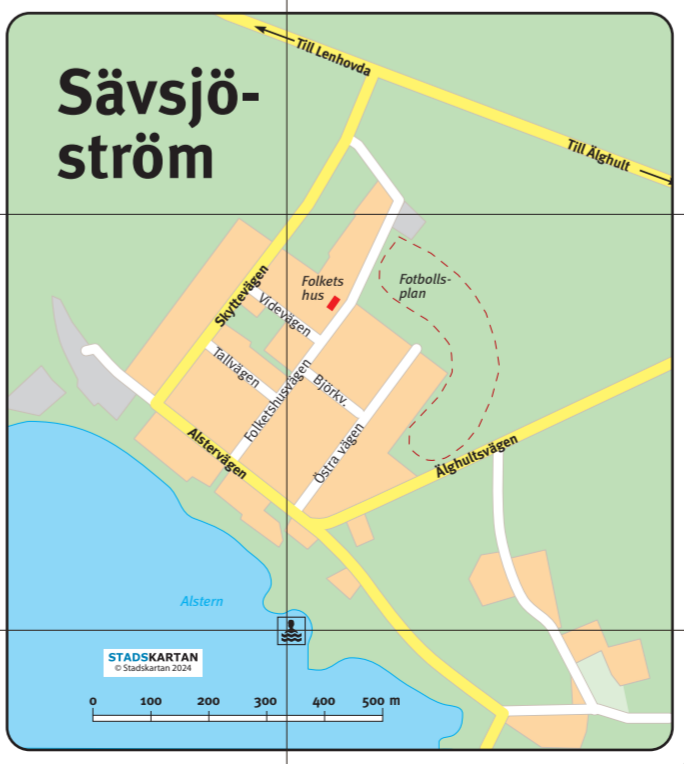 Till Lenhovda
Sävsjö-
ström
Till Älghult
Skyttevägen
Folkets
hus
Fotbolls-
plan
Videvägen
Tallvägen
Folketshusvägen
Björkv.
Östra vägen
Alstervägen
Älghultsvägen
Alstern
STADSKARTAN
© Stadskartan 2024
0 100 200 300 400 500 m